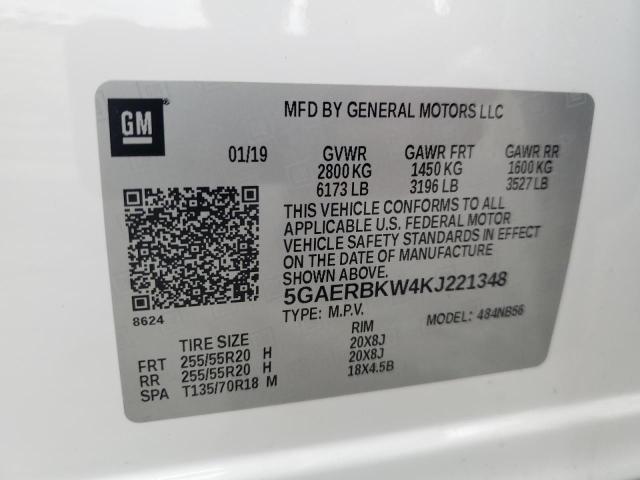 GM
MFD BY GENERAL MOTORS LLC
01/19 GVWR GAWR FRT GAWR RR
2800 KG 1450 KG 1600 KG
6173 LB 3196 LB 3527 LB
THIS VEHICLE CONFORMS TO ALL
APPLICABLE U.S. FEDERAL MOTOR
VEHICLE SAFETY STANDARDS IN EFFECT
ON THE DATE OF MANUFACTURE.
5GAERBKW4KJ221348
8624
TYPE: M.P.V. MODEL: 484NB56
TIRE SIZE RIM
FRT 255/55R20 H 20X8J
RR 255/55R20 H 20X8J
SPA T135/70R18 M 18X4.5B